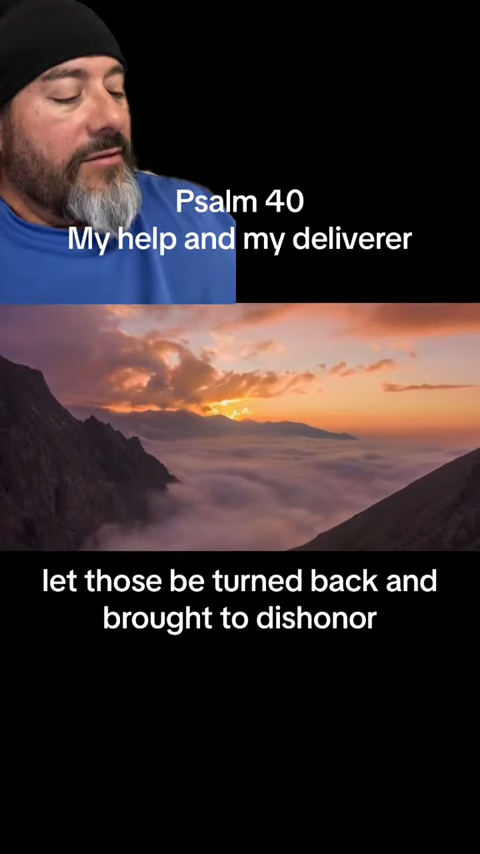 Psalm 40
My help and my deliverer
let those be turned back and
brought to dishonor